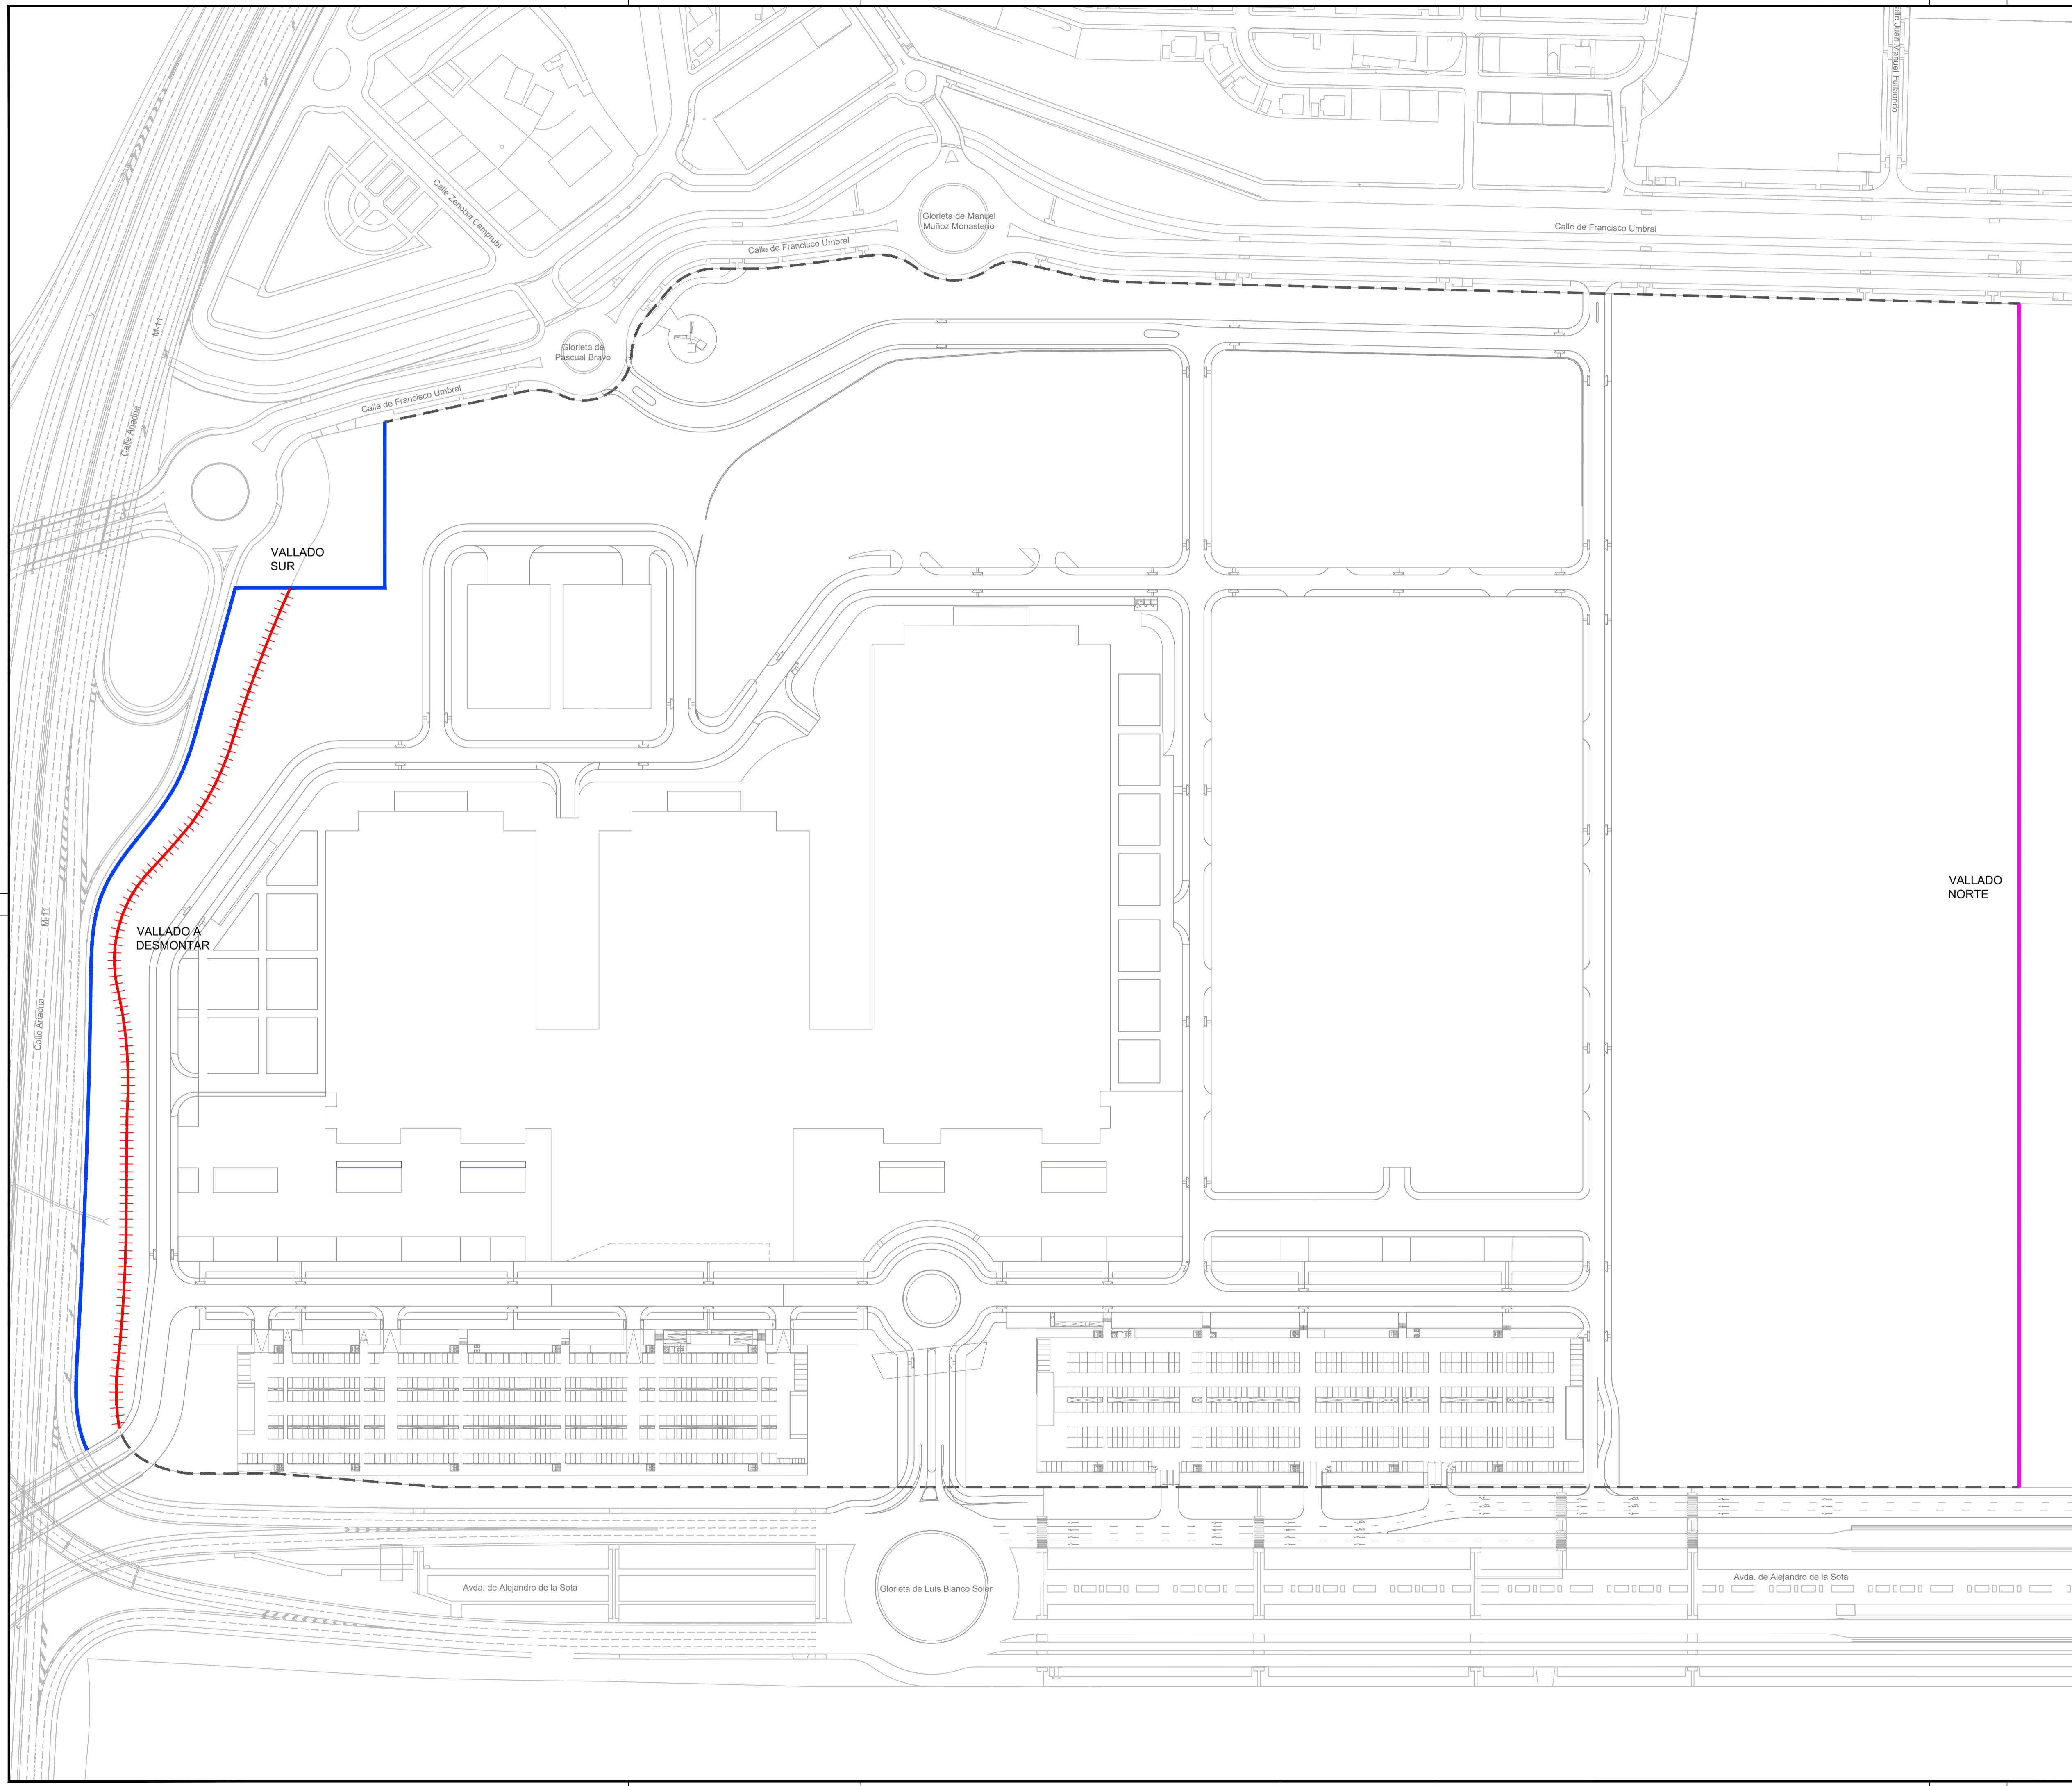 Calle Juan Manuel Fullaondo
Calle Zenobia Camprubí
Glorieta de Manuel
Muñoz Monasterio
Calle de Francisco Umbral
Calle de Francisco Umbral
M-11
Glorieta de
Pascual Bravo
Calle de Francisco Umbral
Calle Ariadna
VALLADO
SUR
VALLADO
NORTE
M-11
VALLADO A
DESMONTAR
Calle Ariadna
Avda. de Alejandro de la Sota
Glorieta de Luís Blanco Soler
Avda. de Alejandro de la Sota